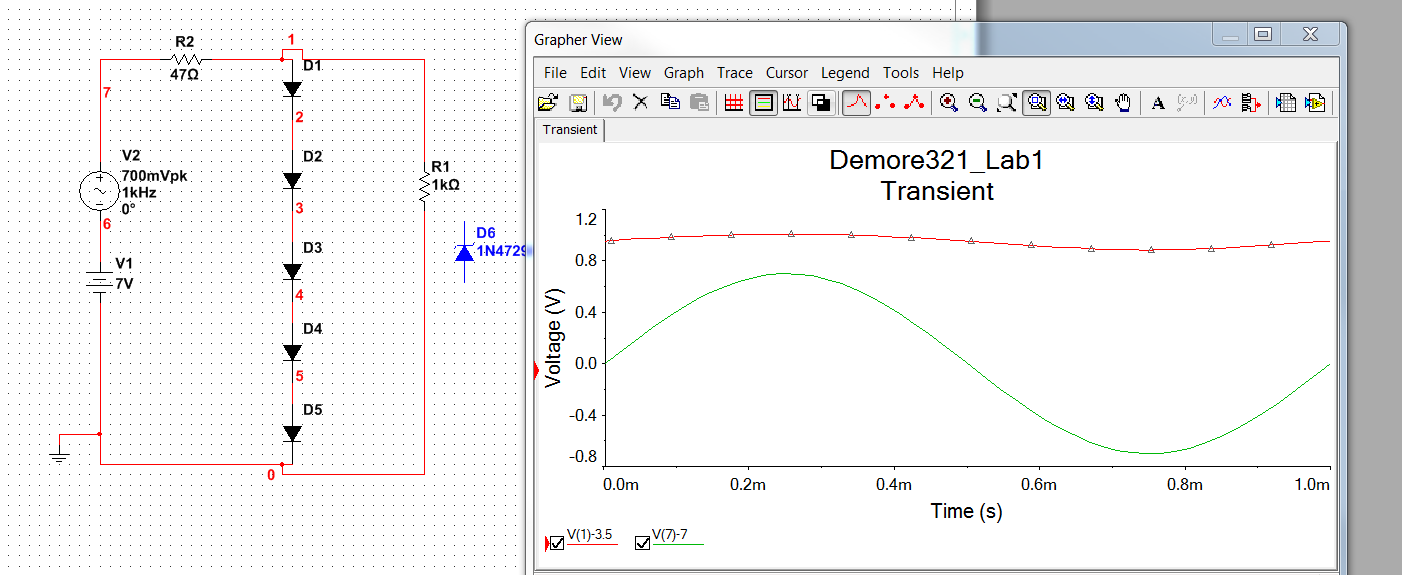 R2
47Ω
1
D1
7
2
V2
700mVpk
1kHz
0°
D2
R1
1kΩ
6
3
D6
1N4729
V1
7V
D3
4
D4
5
D5
0
Grapher View
File Edit View Graph Trace Cursor Legend Tools Help
Transient
Demore321_Lab1
Transient
Voltage (V)
1.2
0.8
0.4
0.0
-0.4
-0.8
0.0m 0.2m 0.4m 0.6m 0.8m 1.0m
Time (s)
V(1)-3.5 V(7)-7